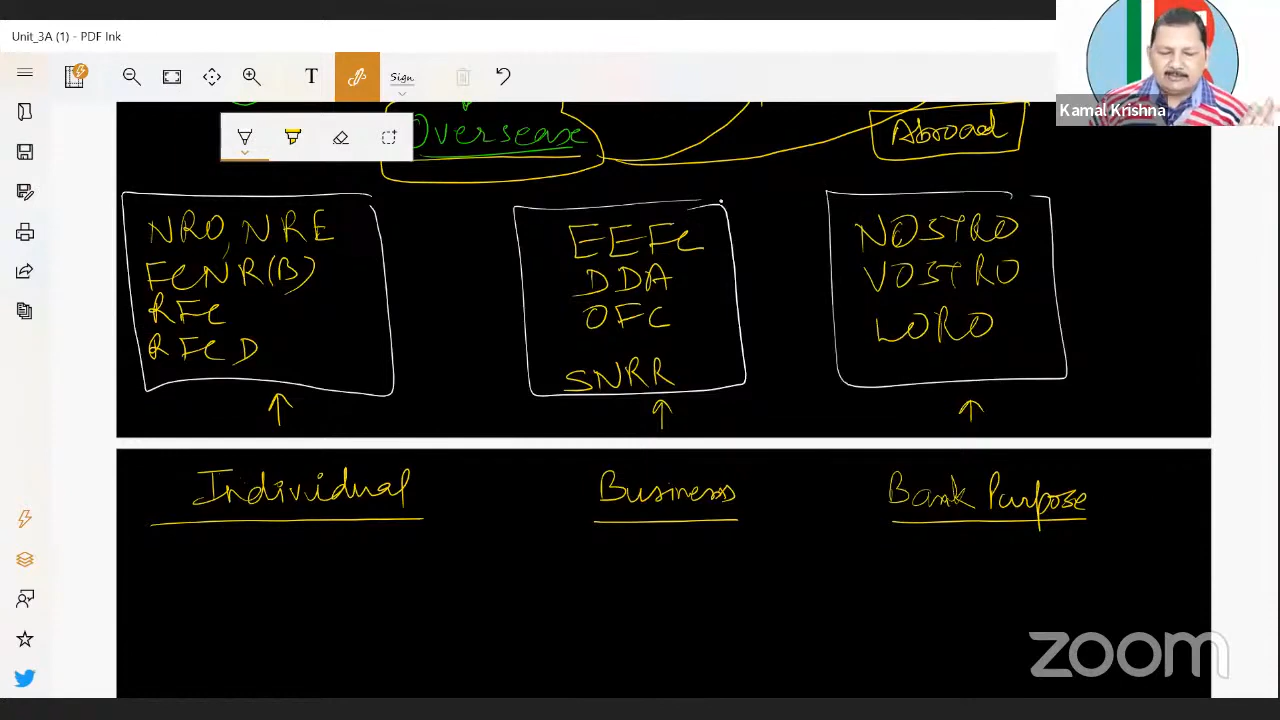 Unit_3A (1) - PDF Ink
T
Sign
Kamal Krishna
Overseas
Abroad
NRO, NRE
FCNR(B)
RFC
RFCD
EEFC
DDA
OFC
SNRR
NOSTRO
VOSTRO
LORO
Individual
Business
Bank Purpose
zoom